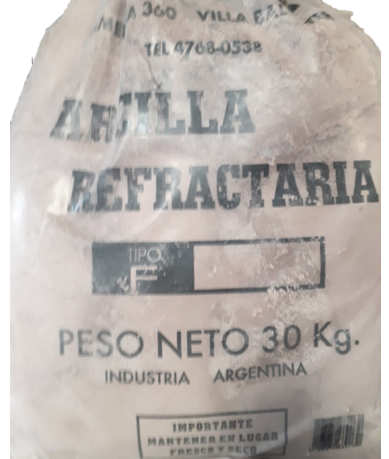 360 VILLA
TEL 4768-0538
ARCILLA
REFRACTARIA
TIPO
F
PESO NETO 30 Kg.
INDUSTRIA ARGENTINA
IMPORTANTE
MANTENER EN LUGAR
FRESCO Y SECO